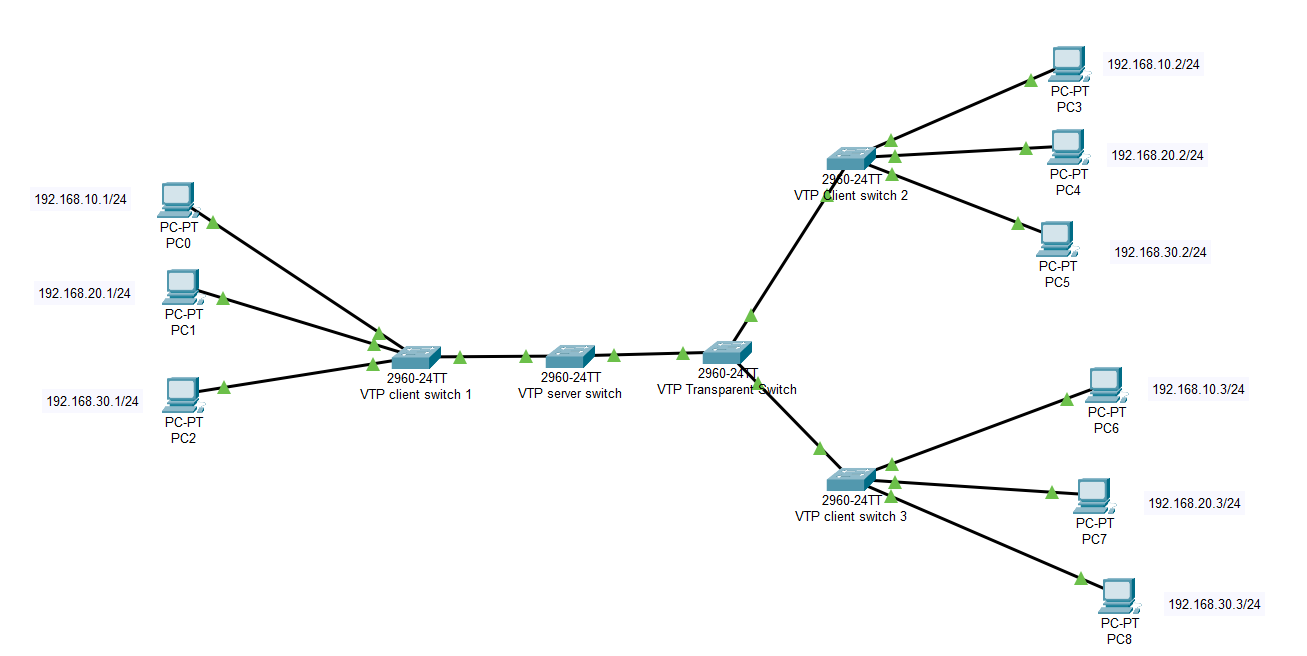 192.168.10.2/24
PC-PT
PC3
192.168.20.2/24
PC-PT
PC4
2960-24TT
VTP Client switch 2
192.168.30.2/24
PC-PT
PC5
192.168.10.1/24
PC-PT
PC0
192.168.20.1/24
PC-PT
PC1
192.168.30.1/24
PC-PT
PC2
2960-24TT
VTP client switch 1
2960-24TT
VTP server switch
2960-24TT
VTP Transparent Switch
192.168.10.3/24
PC-PT
PC6
2960-24TT
VTP client switch 3
192.168.20.3/24
PC-PT
PC7
192.168.30.3/24
PC-PT
PC8